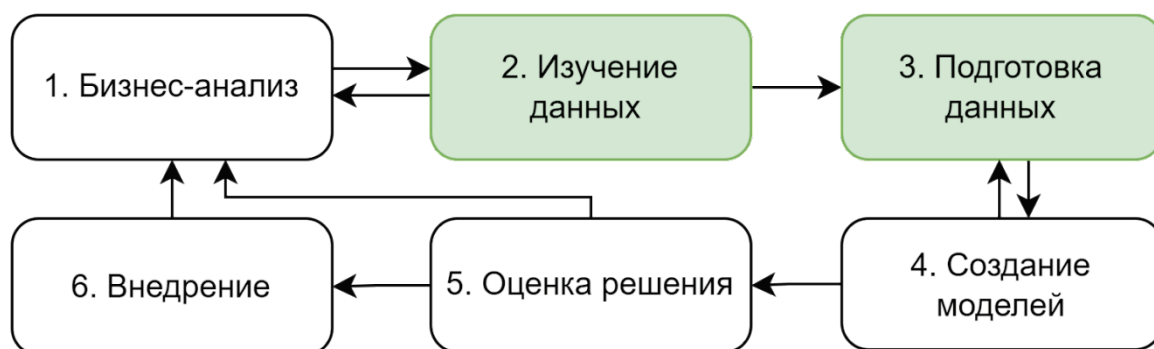 1. Бизнес-анализ
2. Изучение
данных
3. Подготовка
данных
6. Внедрение
5. Оценка решения
4. Создание
моделей